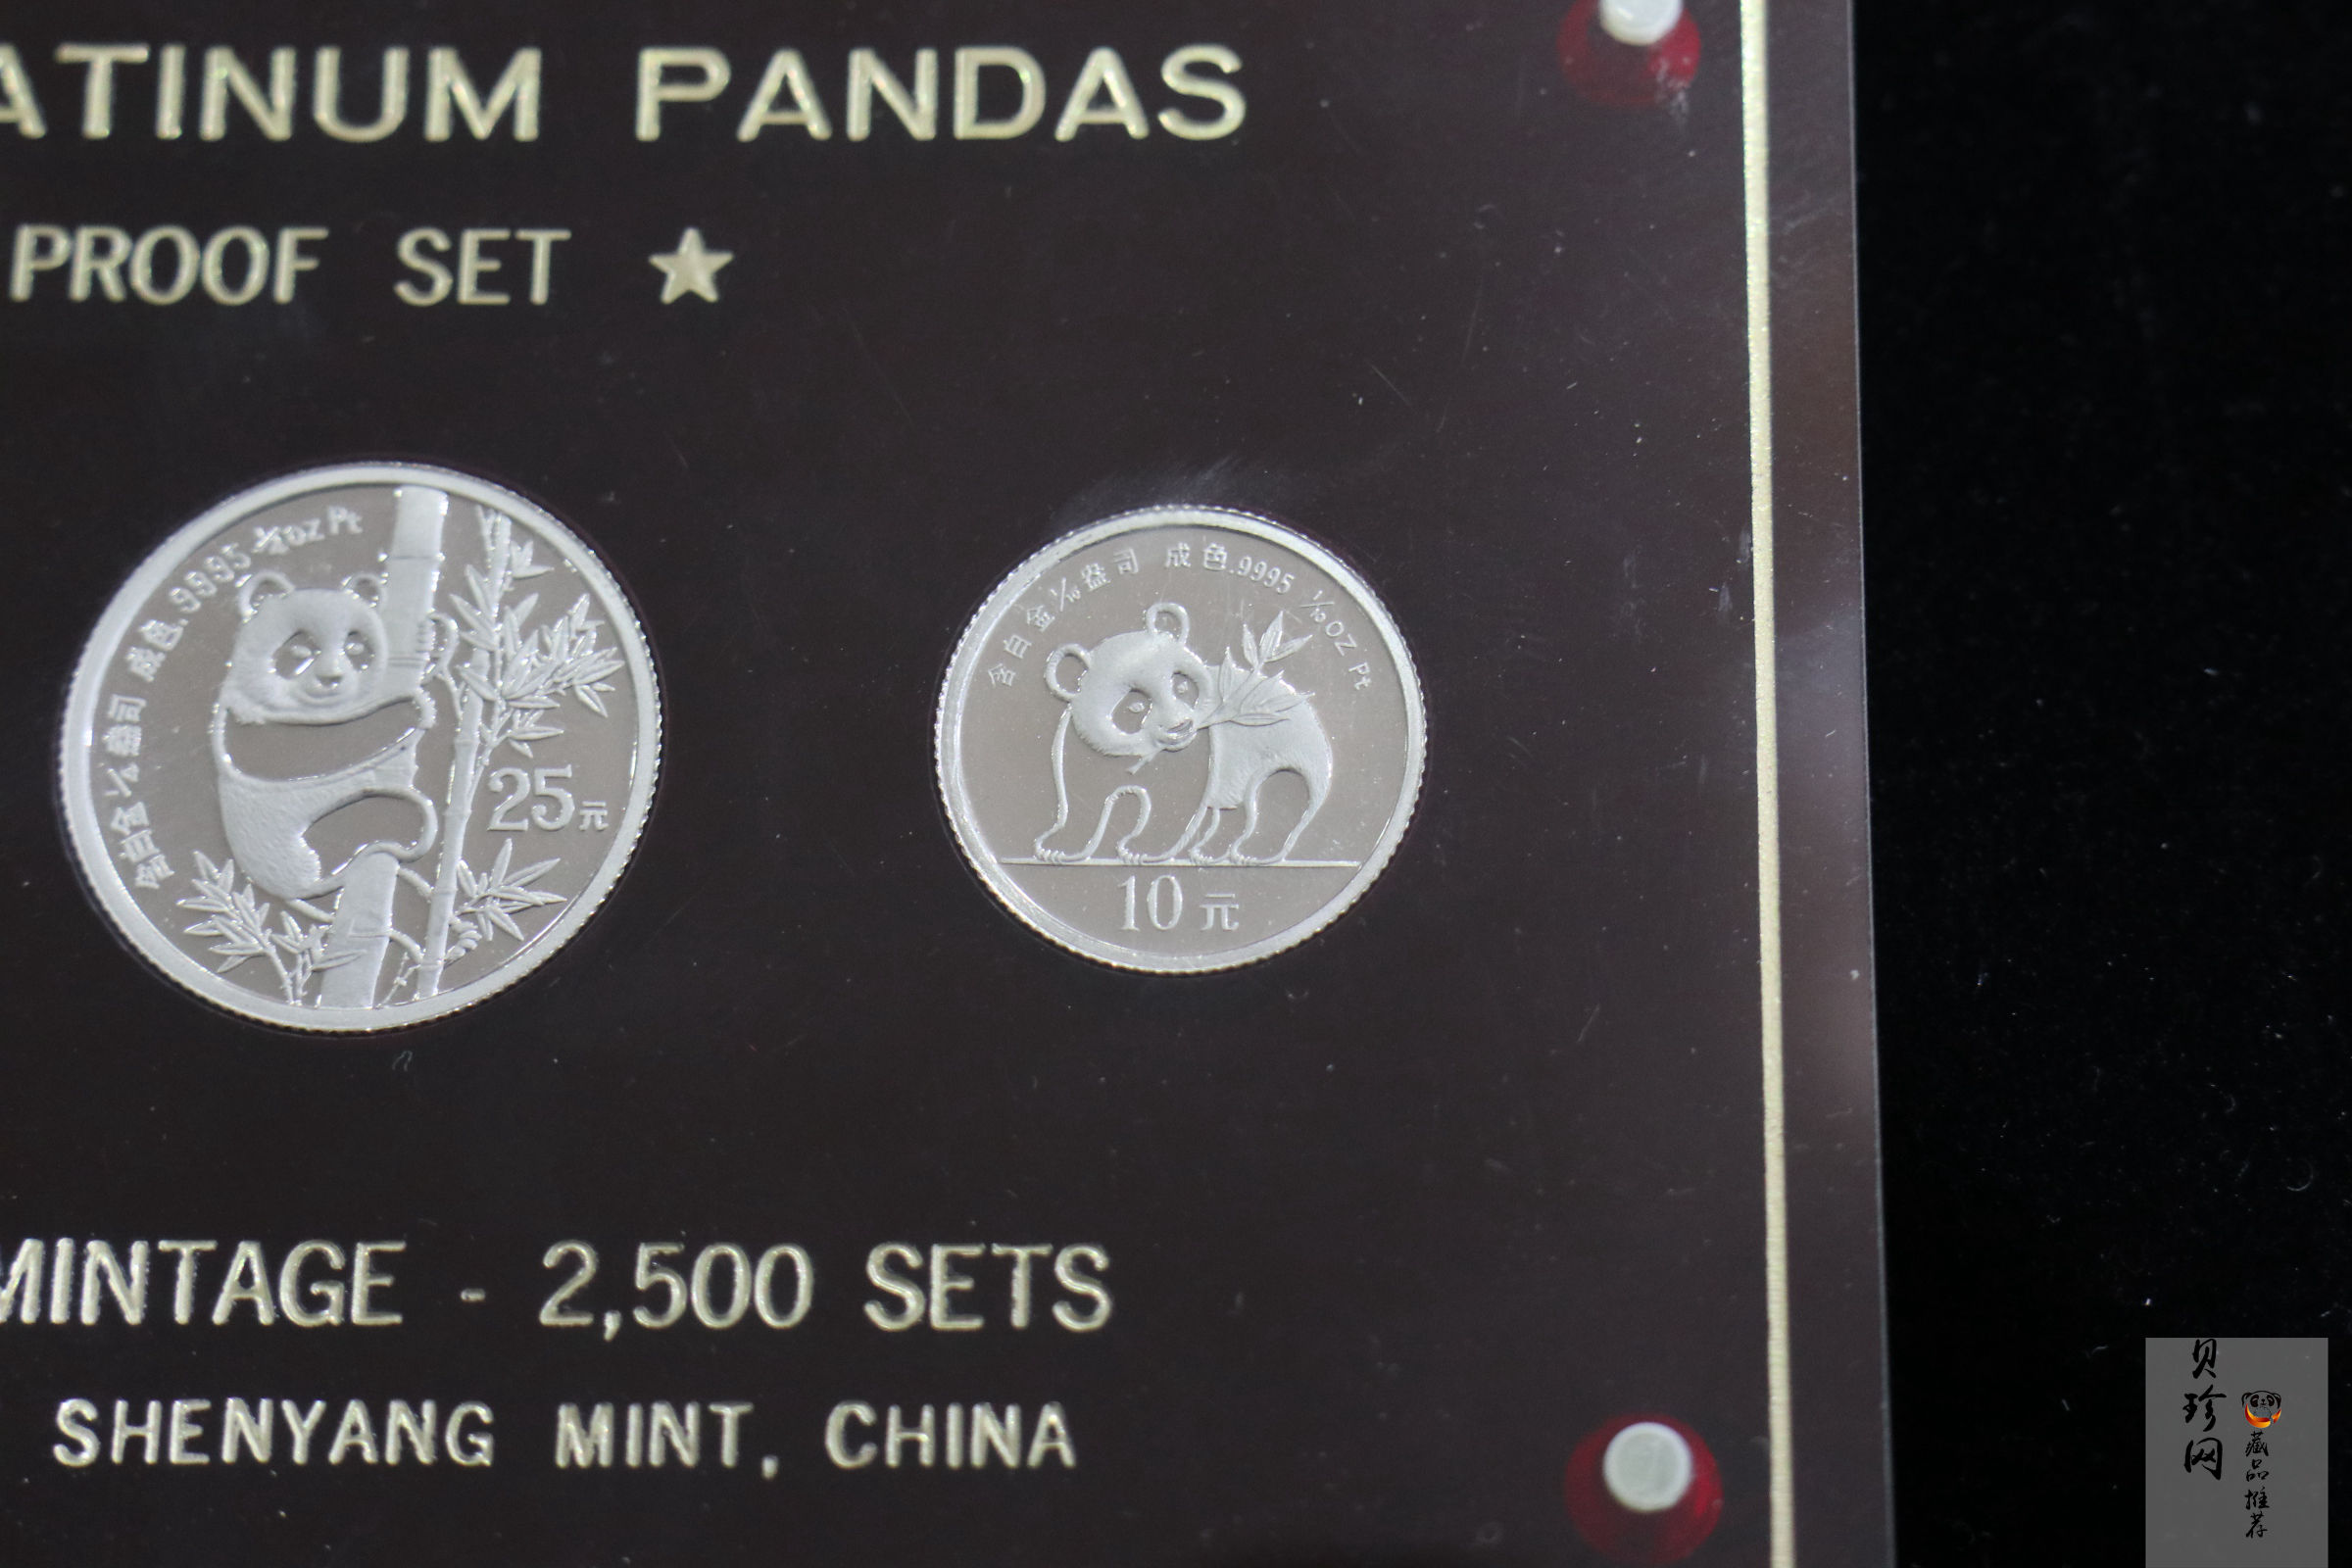 ATINUM PANDAS
PROOF SET ★
含白金1/4盎司 成色.9995 1/4oz Pt
25元
含白金1/10盎司 成色.9995 1/10oz Pt
10元
MINTAGE - 2,500 SETS
SHENYANG MINT, CHINA
贝珍网
藏品推荐